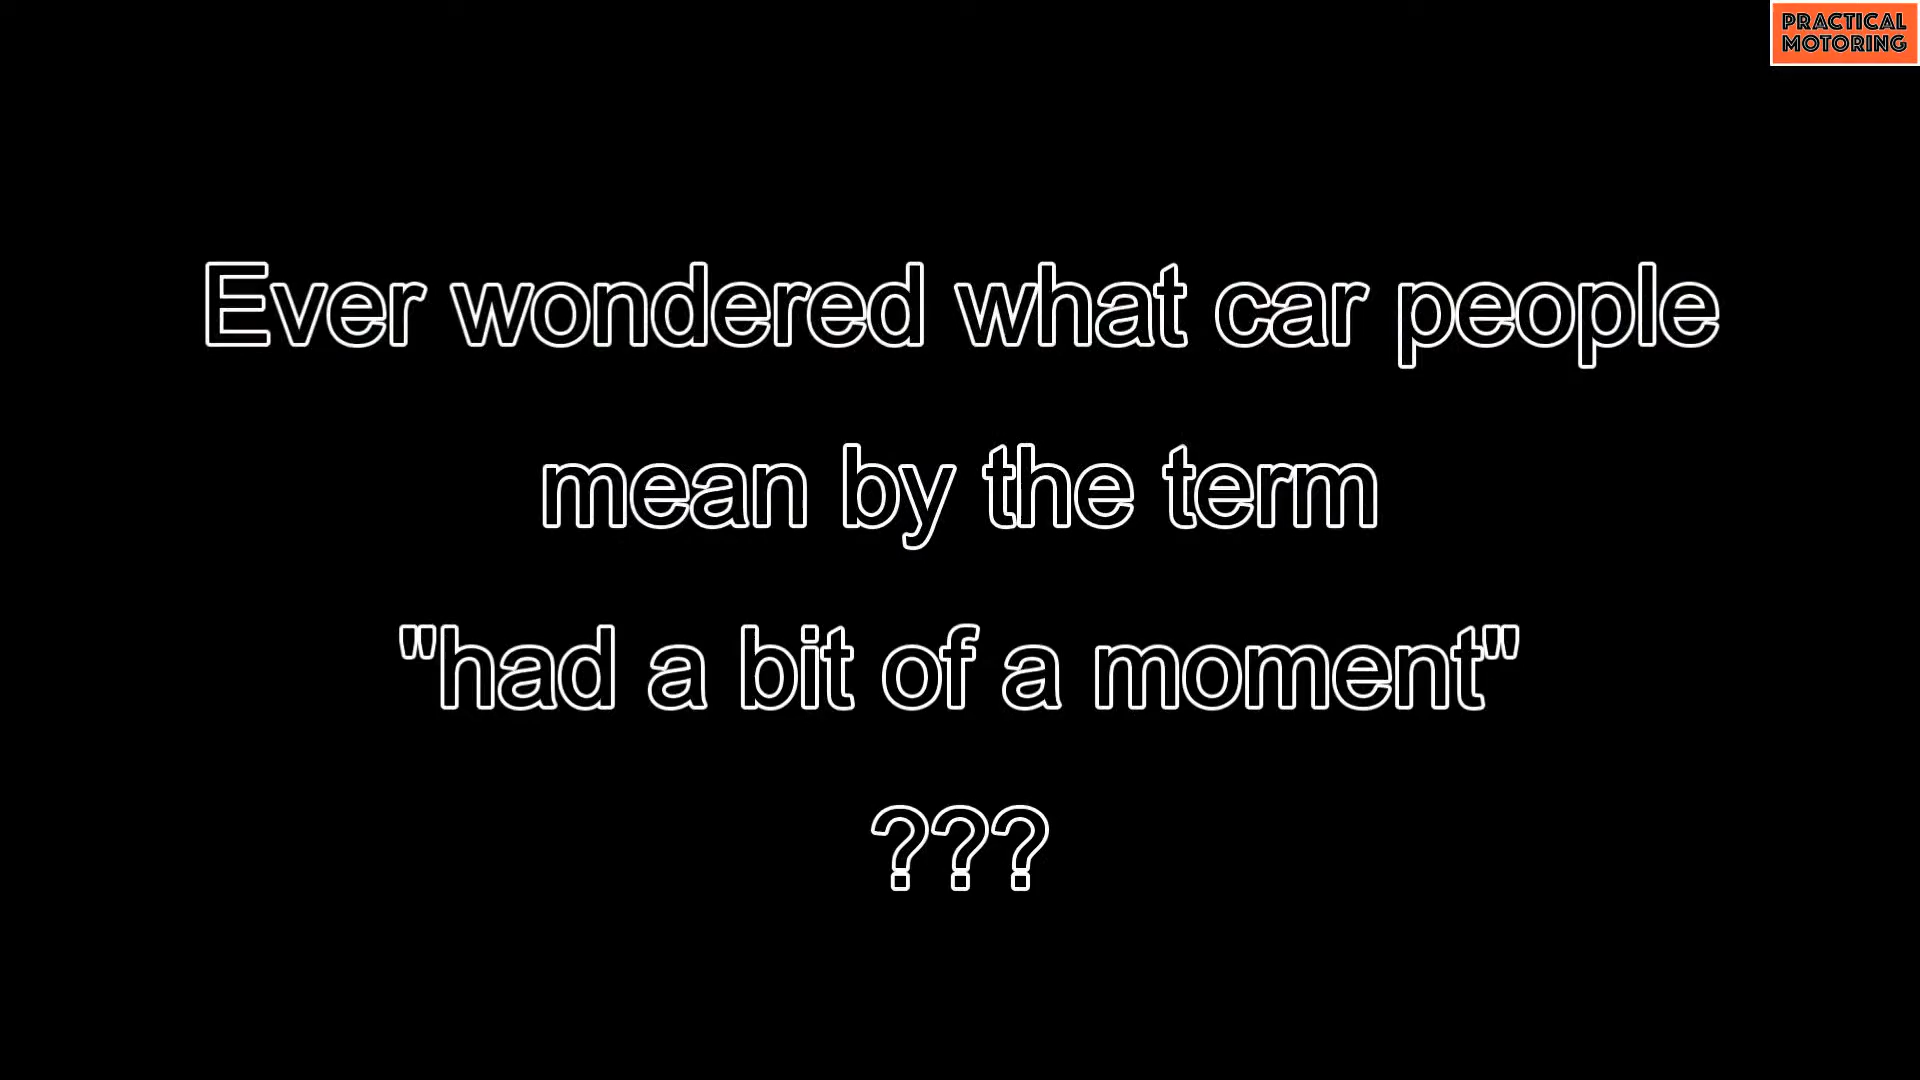 PRACTICAL
MOTORING
Ever wondered what car people
mean by the term
"had a bit of a moment"
???